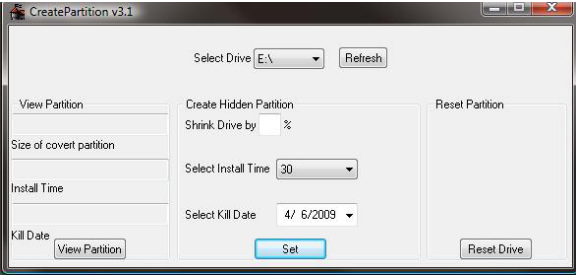 CreatePartition v3.1
Select Drive E:\ Refresh
View Partition
Size of covert partition
Install Time
Kill Date
View Partition
Create Hidden Partition
Shrink Drive by %
Select Install Time 30
Select Kill Date 4/ 6/2009
Set
Reset Partition
Reset Drive